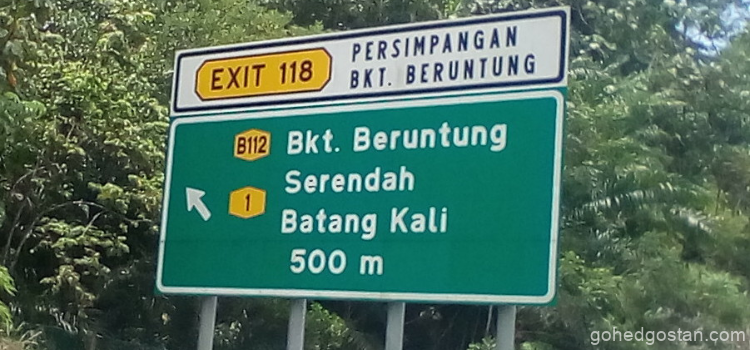 EXIT 118
PERSIMPANGAN
BKT. BERUNTUNG
B112 Bkt. Beruntung
Serendah
1
Batang Kali
500 m
gohedgostan.com